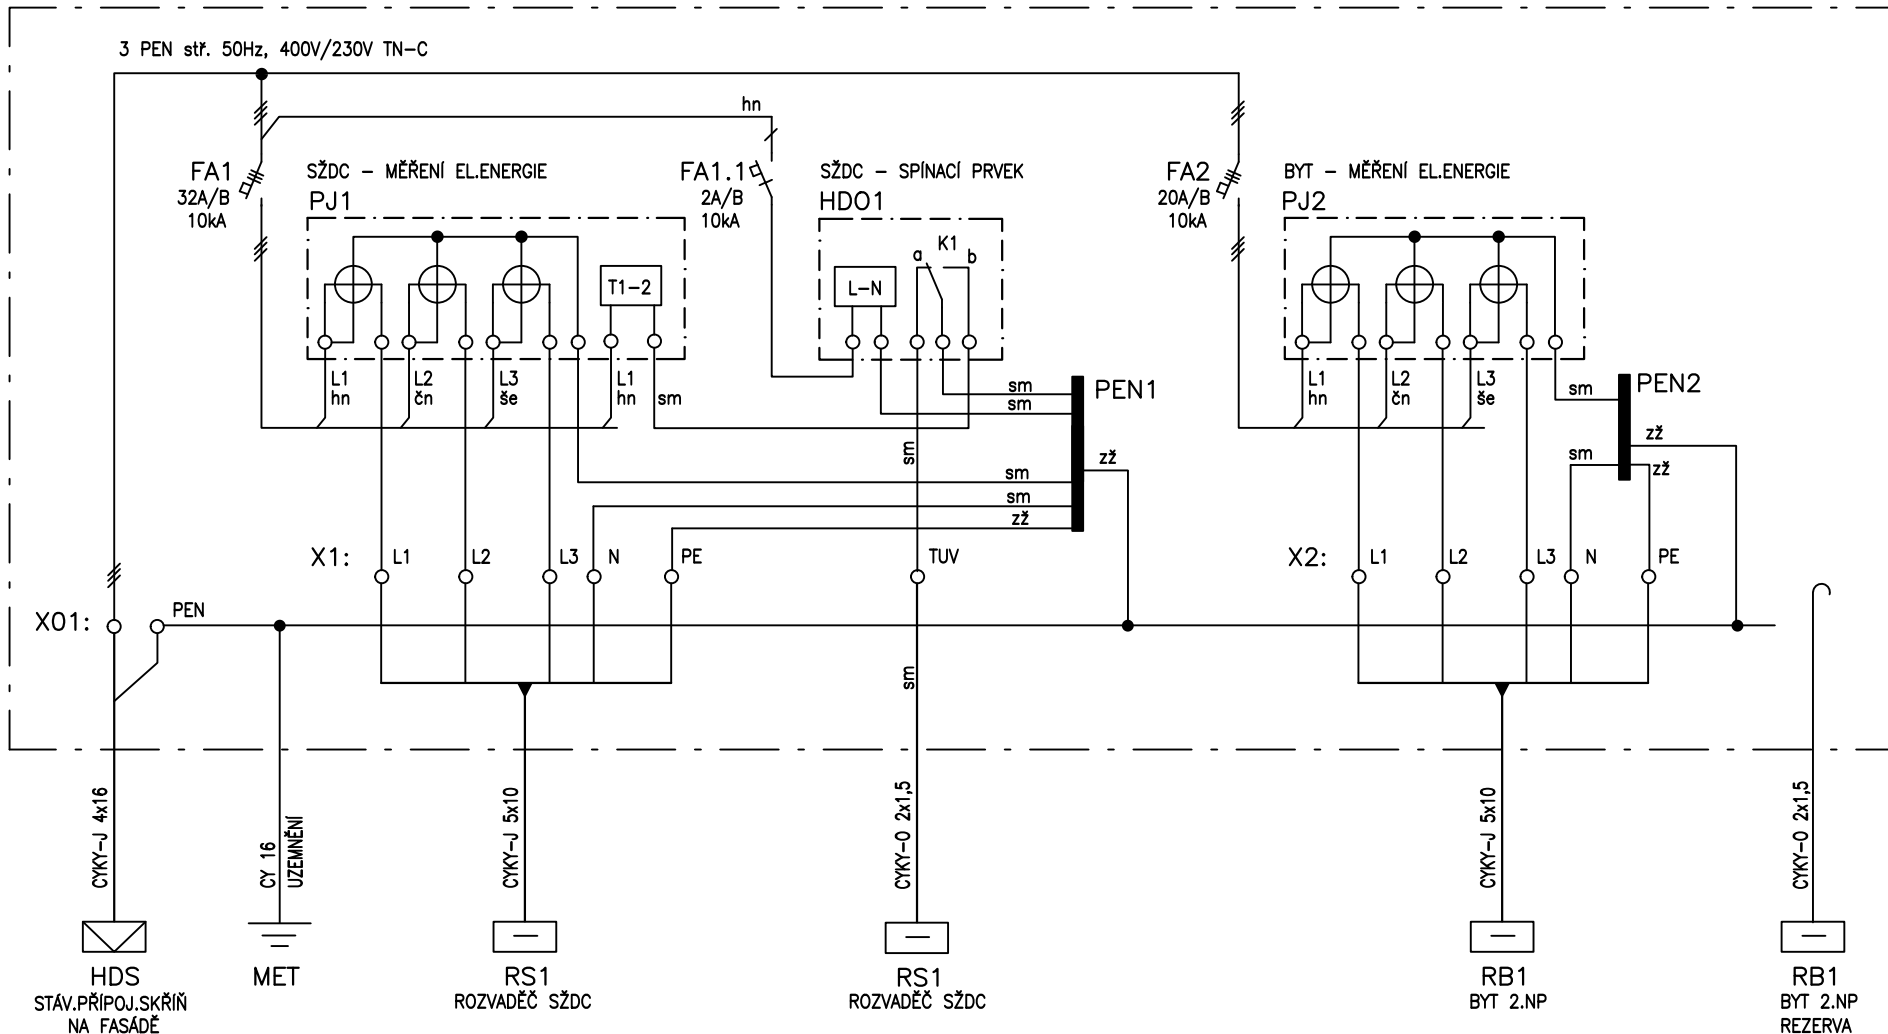 3 PEN stř. 50Hz, 400V/230V TN-C
hn
FA1
32A/B
10kA
SŽDC - MĚŘENÍ EL.ENERGIE
PJ1
T1-2
L1
hn
L2
čn
L3
še
L1
hn
sm
FA1.1
2A/B
10kA
SŽDC - SPÍNACÍ PRVEK
HDO1
L-N
a
K1
b
sm
sm
PEN1
sm
zž
sm
sm
zž
FA2
20A/B
10kA
BYT - MĚŘENÍ EL.ENERGIE
PJ2
L1
hn
L2
čn
L3
še
sm
PEN2
zž
sm
zž
X1:
L1
L2
L3
N
PE
TUV
X2:
L1
L2
L3
N
PE
X01:
PEN
sm
CYKY-J 4x16
CY 16
UZEMNĚNÍ
CYKY-J 5x10
CYKY-O 2x1,5
CYKY-J 5x10
CYKY-O 2x1,5
HDS
STÁV.PŘÍPOJ.SKŘÍŇ
NA FASÁDĚ
MET
RS1
ROZVADĚČ SŽDC
RS1
ROZVADĚČ SŽDC
RB1
BYT 2.NP
RB1
BYT 2.NP
REZERVA